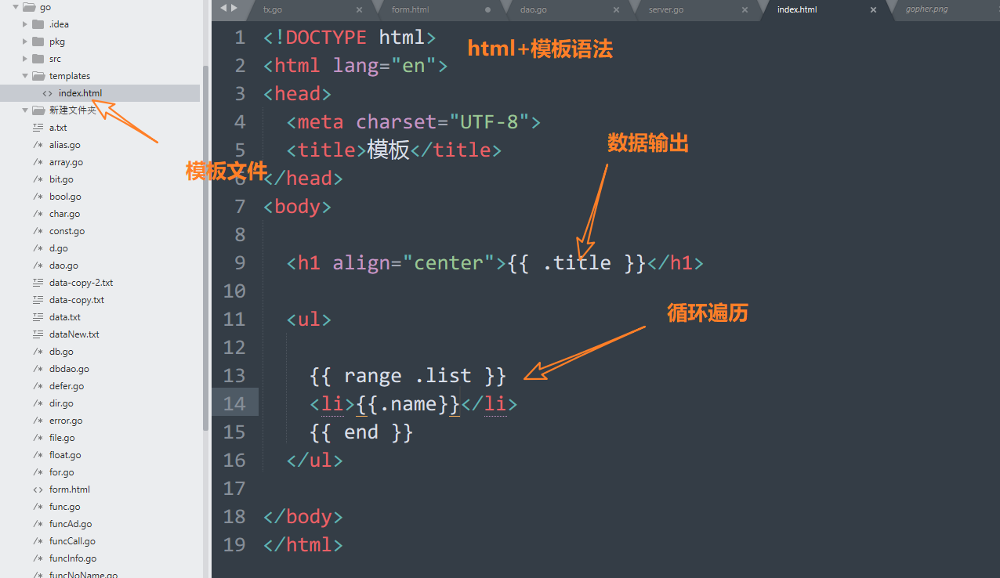 go
.idea
pkg
src
templates
<> index.html
新建文件夹
a.txt
/* alias.go
/* array.go
/* bit.go
/* bool.go
/* char.go
/* const.go
/* d.go
/* dao.go
data-copy-2.txt
data-copy.txt
data.txt
dataNew.txt
/* db.go
/* dbdao.go
/* defer.go
/* dir.go
/* error.go
/* file.go
/* float.go
/* for.go
<> form.html
/* func.go
/* funcAd.go
/* funcCall.go
/* funcInfo.go
/* funcNoName.go
模板文件
tx.go × form.html dao.go × server.go × index.html × gopher.png
1 <!DOCTYPE html>
html+模板语法
2 <html lang="en">
3 <head>
4 <meta charset="UTF-8">
5 <title>模板</title>
数据输出
6 </head>
7 <body>
8
9 <h1 align="center">{{ .title }}</h1>
10
11 <ul>
循环遍历
12
13 {{ range .list }}
14 <li>{{.name}}</li>
15 {{ end }}
16 </ul>
17
18 </body>
19 </html>